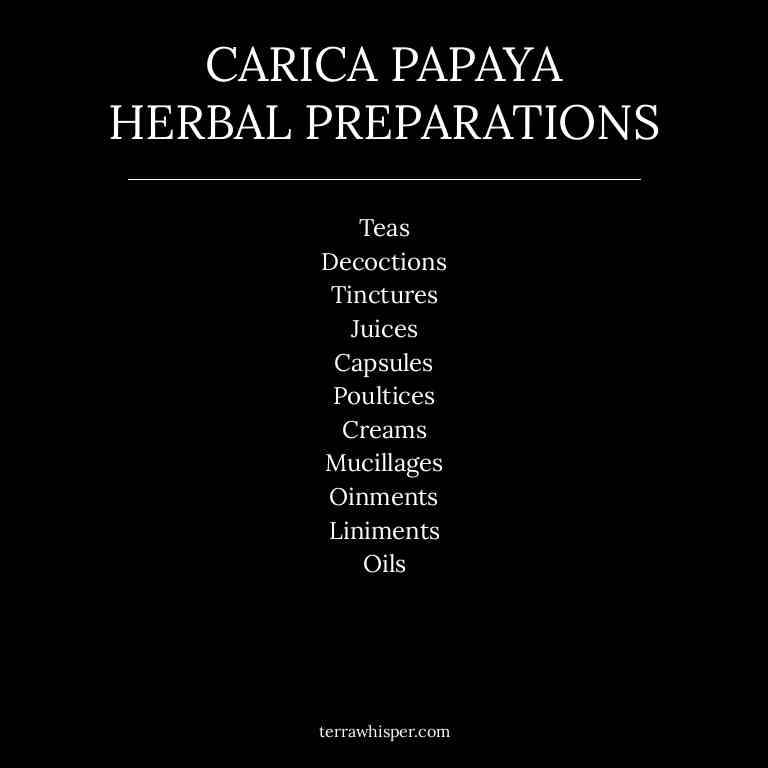 CARICA PAPAYA
HERBAL PREPARATIONS
Teas
Decoctions
Tinctures
Juices
Capsules
Poultices
Creams
Mucillages
Oinments
Liniments
Oils
terrawhisper.com